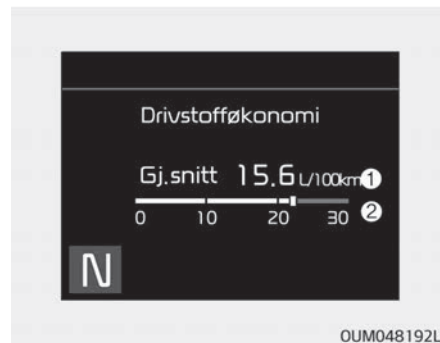 Drivstofføkonomi
Gj.snitt 15.6 L/100km ①
0 10 20 30 ②
N
OUM048192L